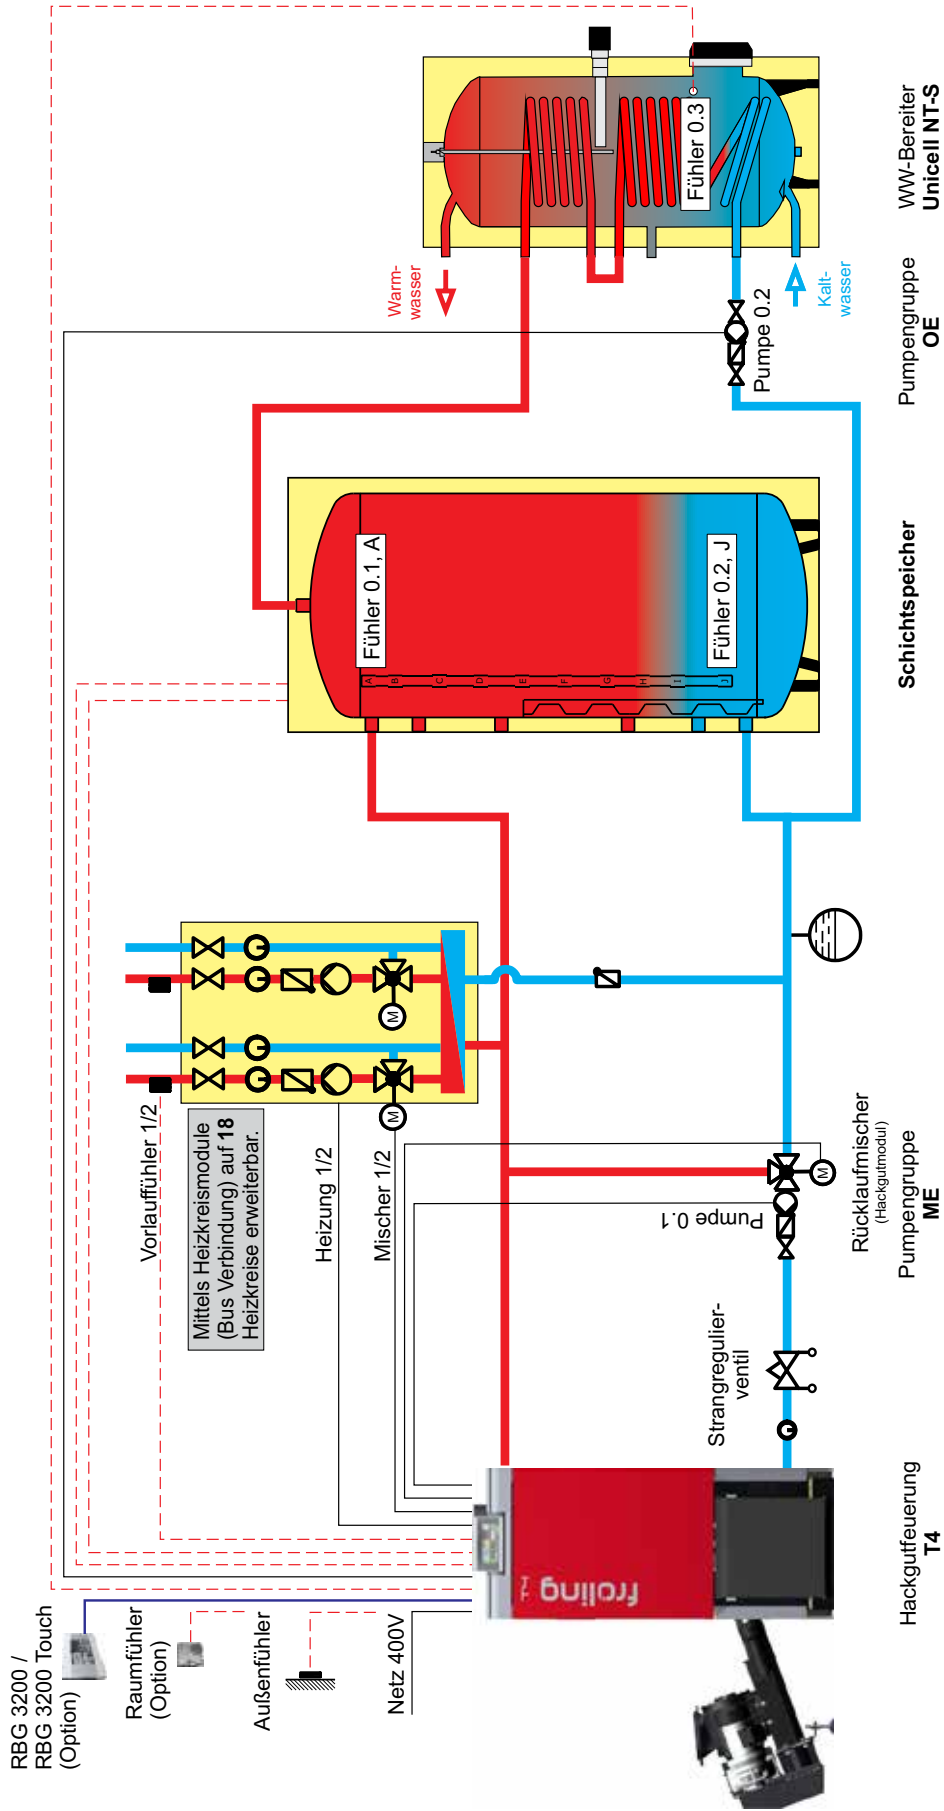 RBG 3200 /
RBG 3200 Touch
(Option)
Raumfühler
(Option)
Außenfühler
Netz 400V
Vorlauffühler 1/2
Mittels Heizkreismodule
(Bus Verbindung) auf 18
Heizkreise erweiterbar.
Heizung 1/2
Mischer 1/2
M
M
Pumpe 0.1
M
Rücklaufmischer
(Hackgutmodul)
Strangregulier-
ventil
froling
T4
Fühler 0.1, A
Fühler 0.2, J
A
B
C
D
E
F
G
H
I
J
Warm-
wasser
Kalt-
wasser
Pumpe 0.2
Fühler 0.3
Hackgutfeuerung
T4
Pumpengruppe
ME
Schichtspeicher
Pumpengruppe
OE
WW-Bereiter
Unicell NT-S